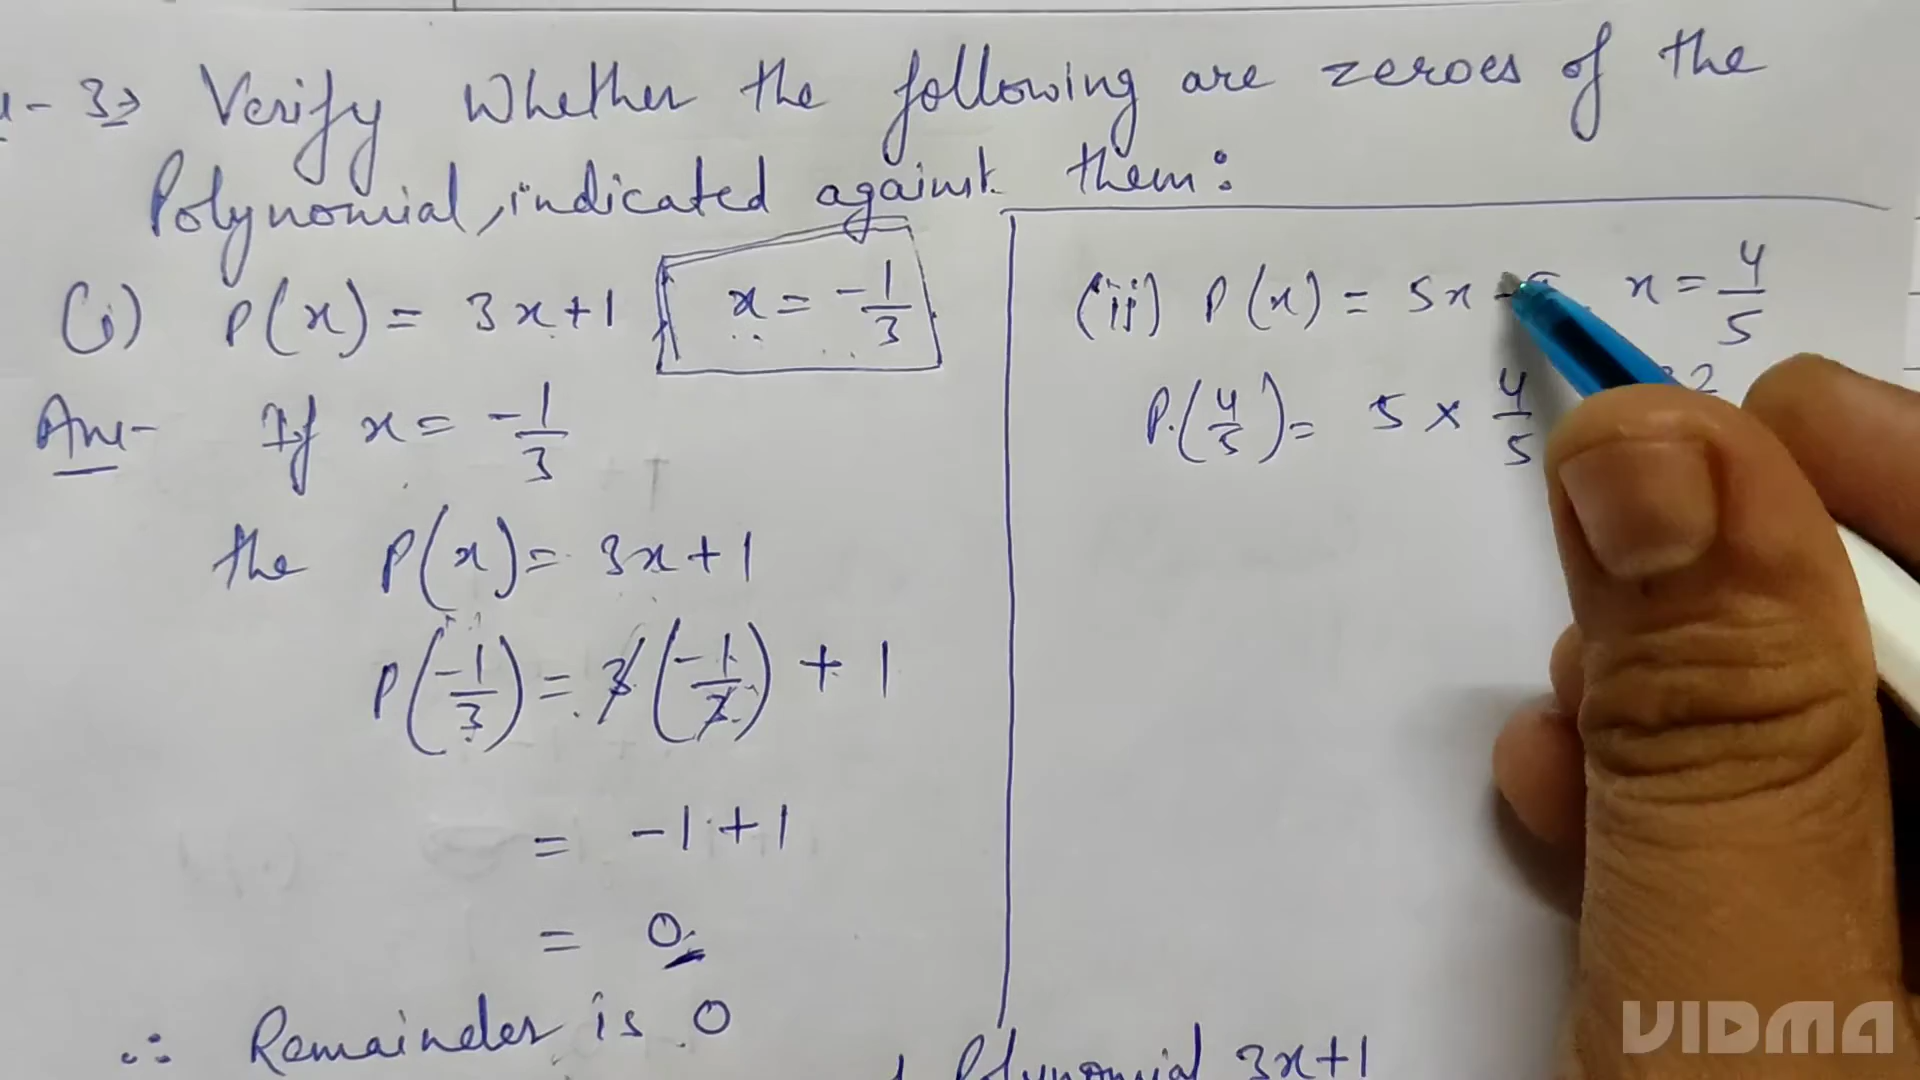 - 3 Verify Whether the following are zeroes of the
Polynomial, indicated against them:
(i) P(x) = 3x+1 x = -1/3
Ans- If x = -1/3
the P(x) = 3x+1
P(-1/3) = 3(-1/3) + 1
= -1+1
= 0
∴ Remainder is 0
(ii) P(x) = 5x - x = 4/5
P(4/5) = 5 × 4/5
Polynomial 3x+1
VIDMA